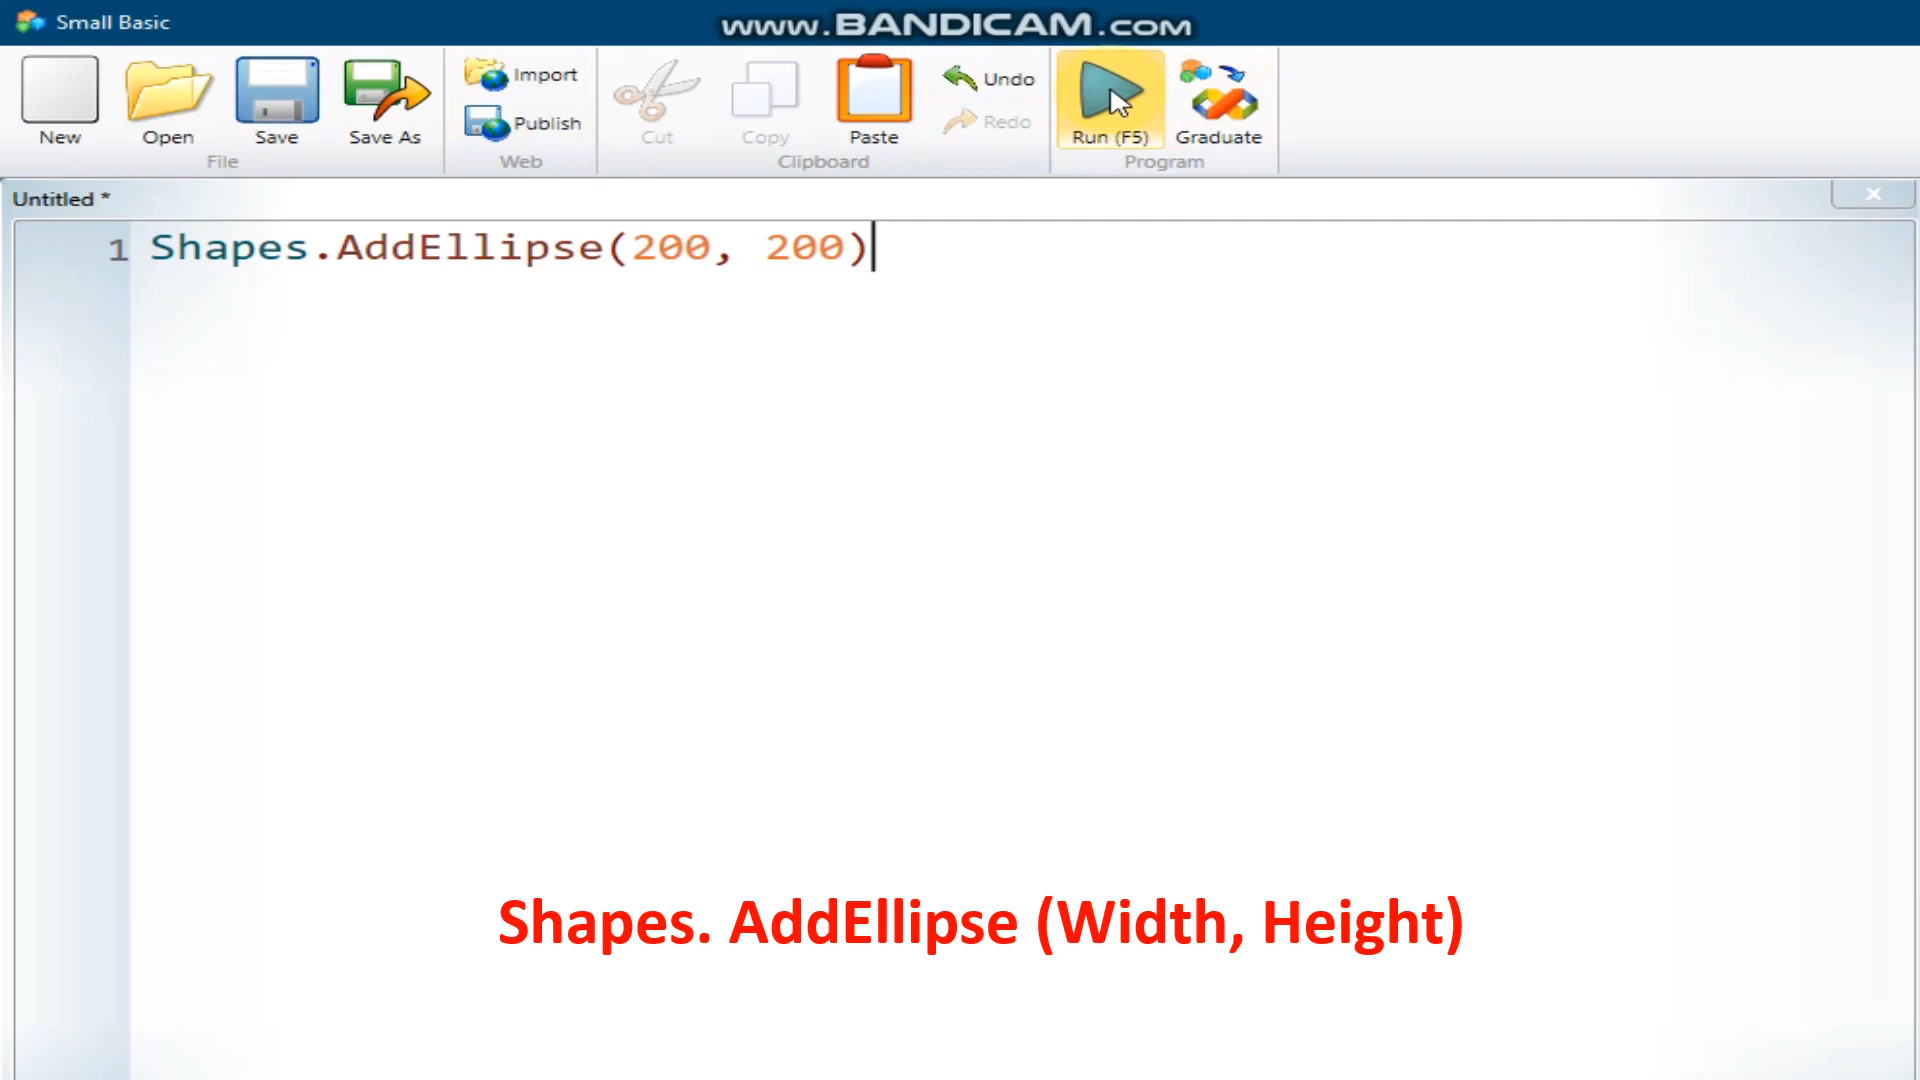 Small Basic
www.BANDICAM.com
New
Open
Save
Save As
File
Import
Publish
Web
Cut
Copy
Paste
Clipboard
Undo
Redo
Run (F5)
Graduate
Program
Untitled *
1 Shapes.AddEllipse(200, 200)
Shapes. AddEllipse (Width, Height)